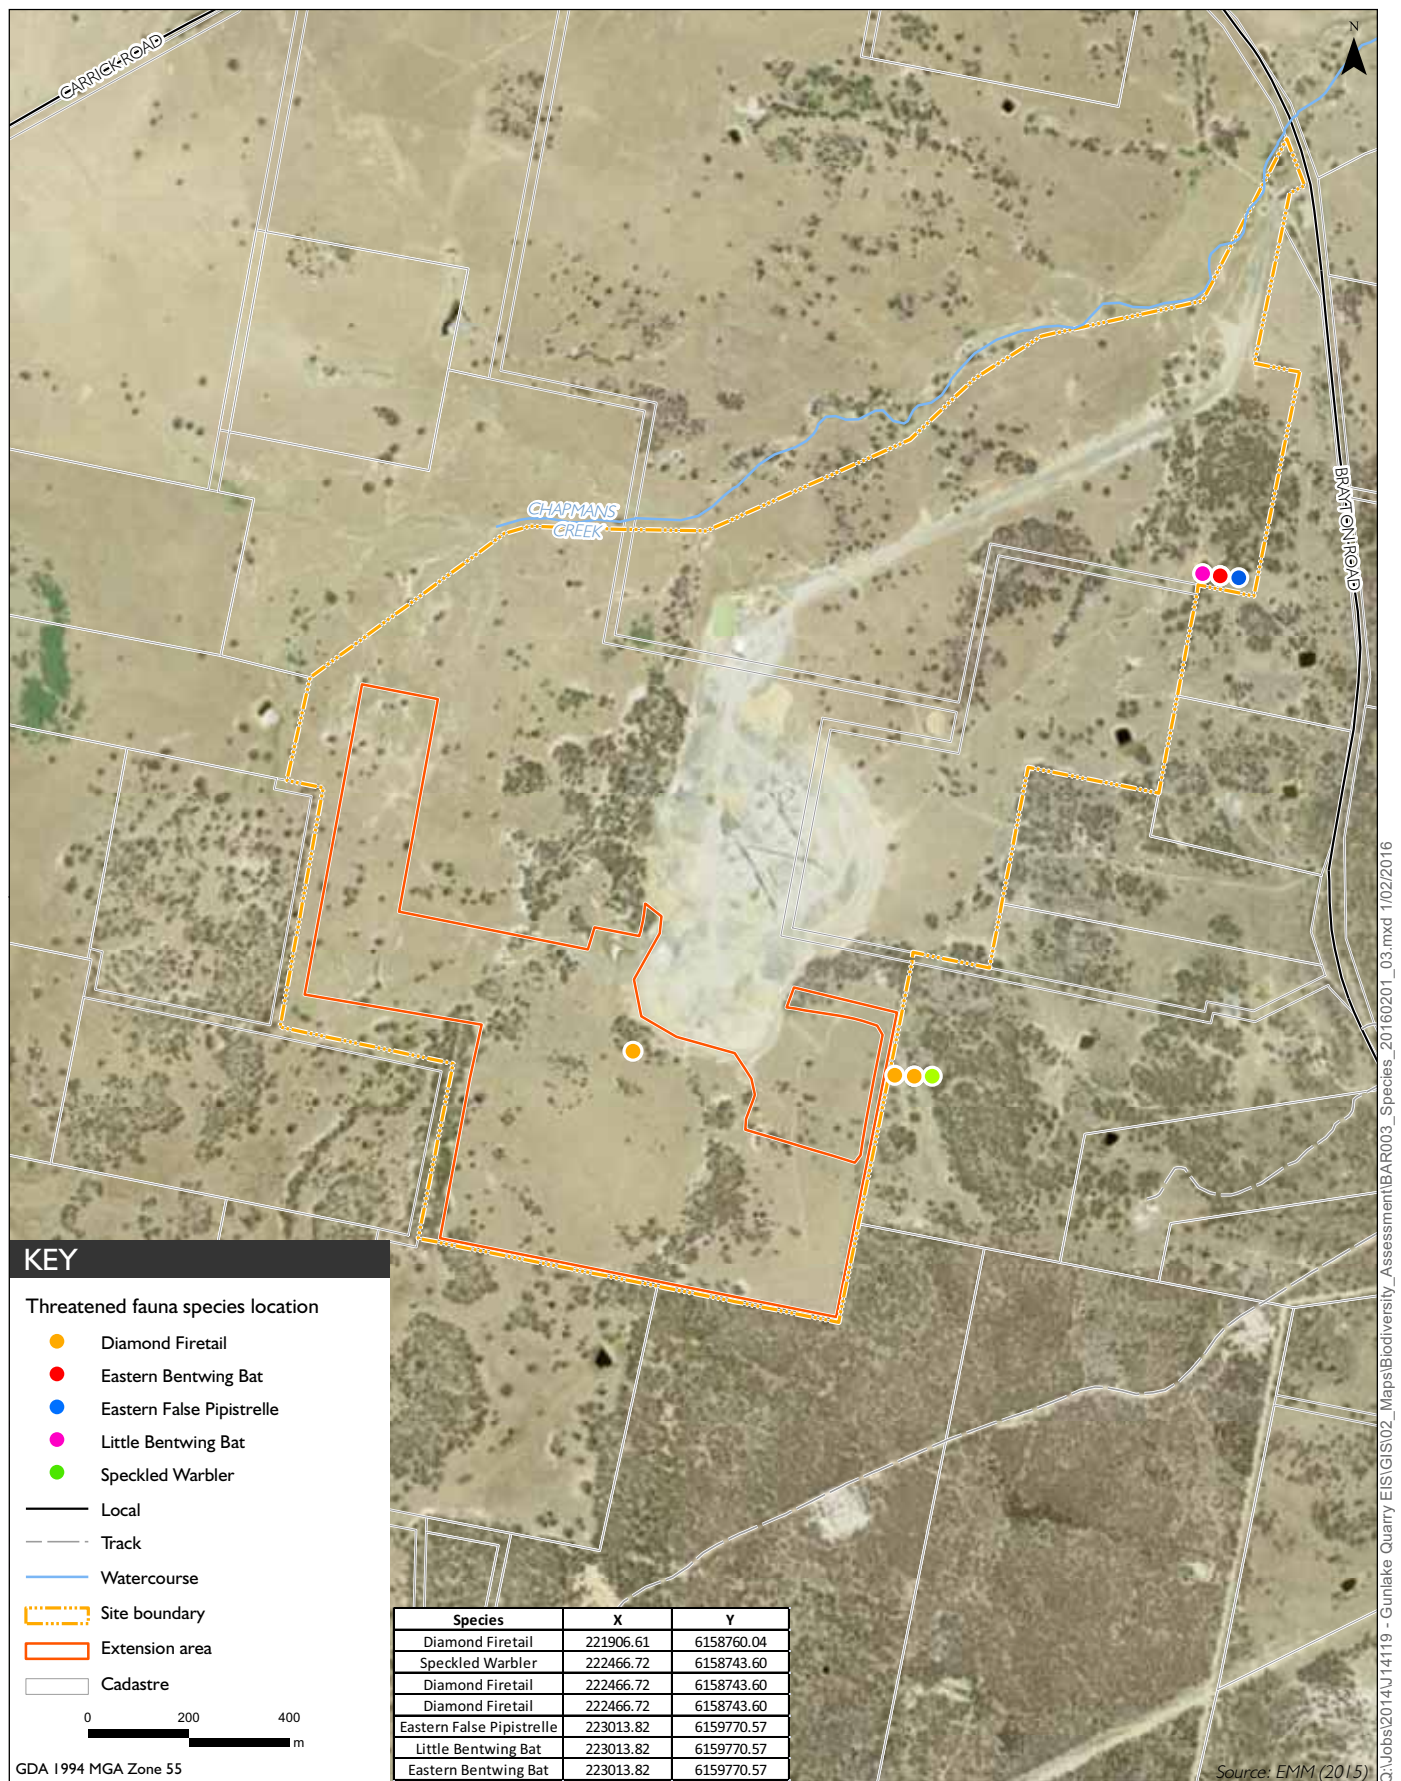 N
CARRICK ROAD
CHAPMANS
CREEK
BRAYTON ROAD
KEY
Threatened fauna species location
Diamond Firetail
Eastern Bentwing Bat
Eastern False Pipistrelle
Little Bentwing Bat
Speckled Warbler
Local
Track
Watercourse
Site boundary
Extension area
Cadastre
0 200 400
m
GDA 1994 MGA Zone 55
Species X Y
Diamond Firetail 221906.61 6158760.04
Speckled Warbler 222466.72 6158743.60
Diamond Firetail 222466.72 6158743.60
Diamond Firetail 222466.72 6158743.60
Eastern False Pipistrelle 223013.82 6159770.57
Little Bentwing Bat 223013.82 6159770.57
Eastern Bentwing Bat 223013.82 6159770.57
Source: EMM (2015)
Q:\Jobs\2014\J14119 - Gunlake Quarry EIS\GIS\02_Maps\Biodiversity_Assessment\BAR003_Species_20160201_03.mxd 1/02/2016